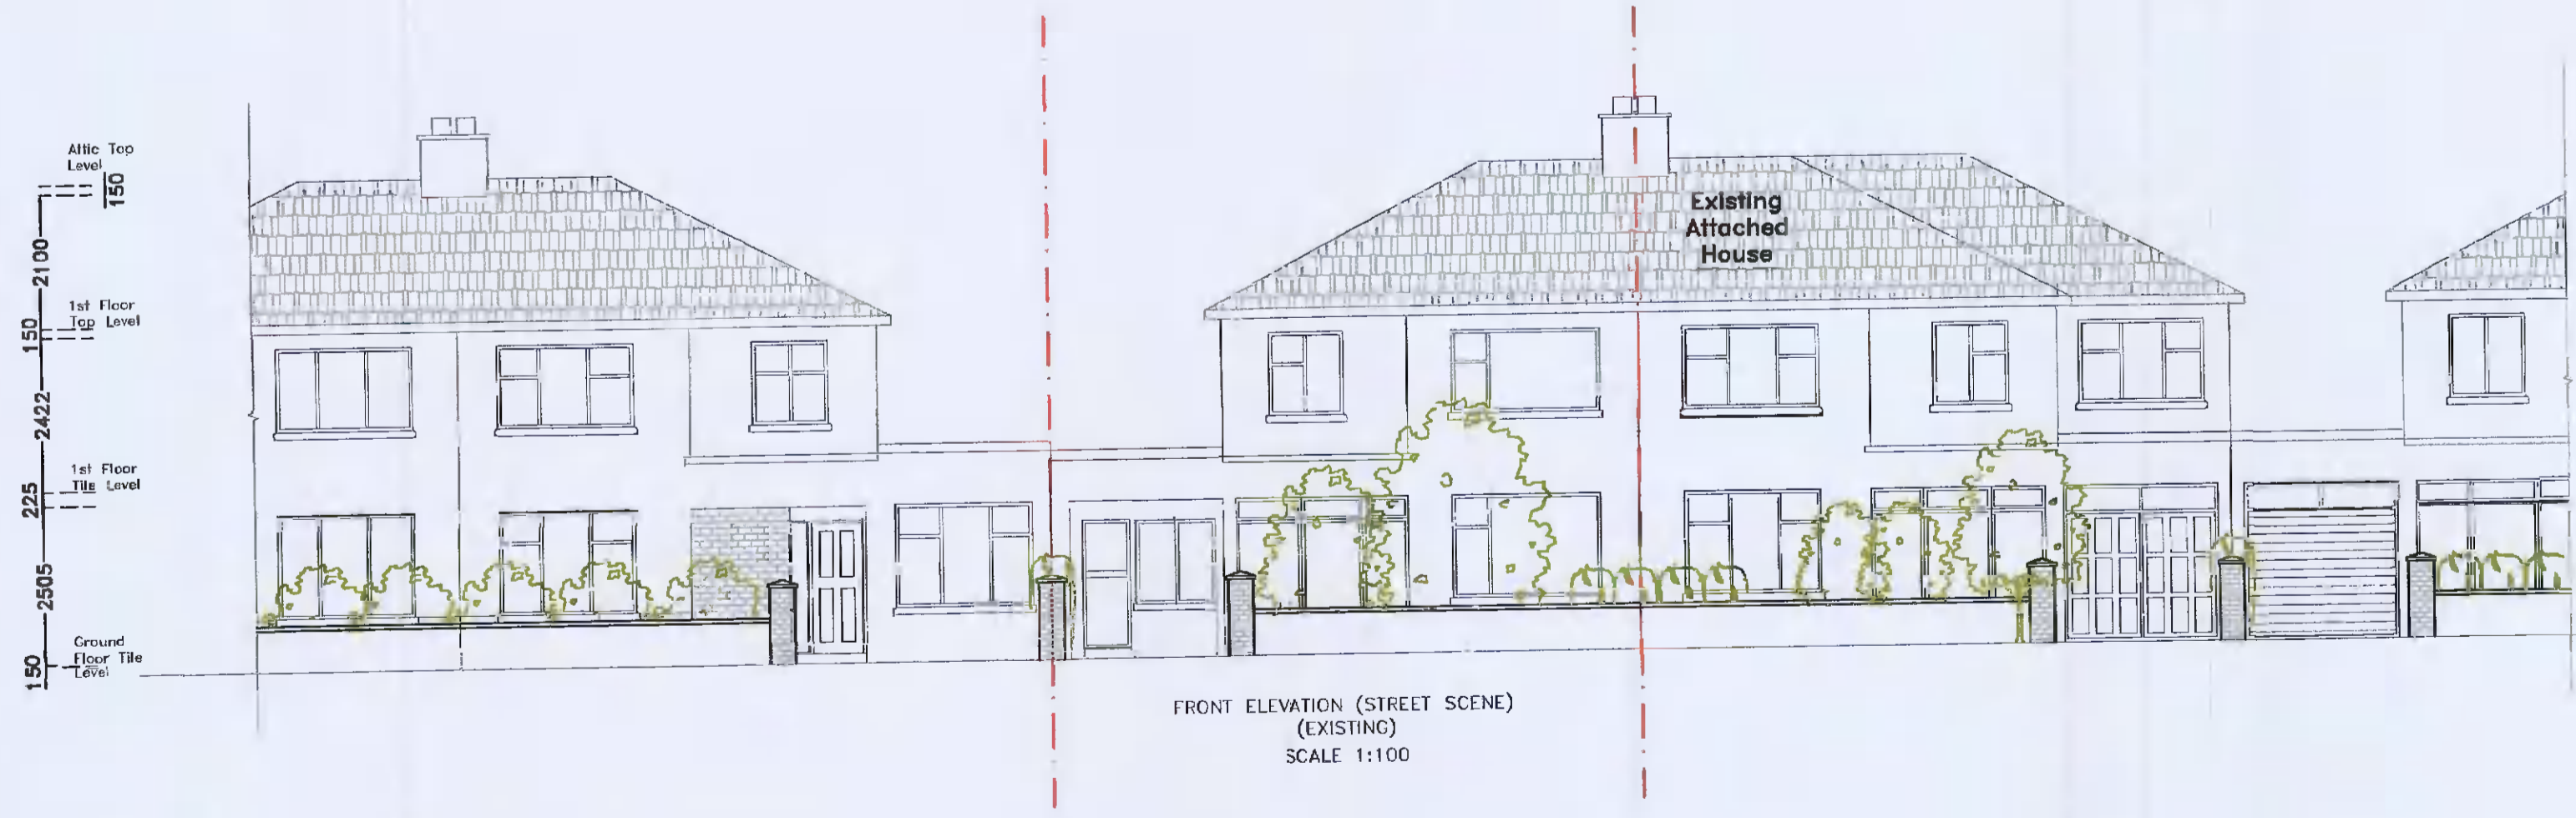 Attic Top
Level
150
2100
1st Floor
Top Level
150
2422
1st Floor
Tile Level
225
2505
Ground
Floor Tile
Level
150
Existing
Attached
House
FRONT ELEVATION (STREET SCENE)
(EXISTING)
SCALE 1:100